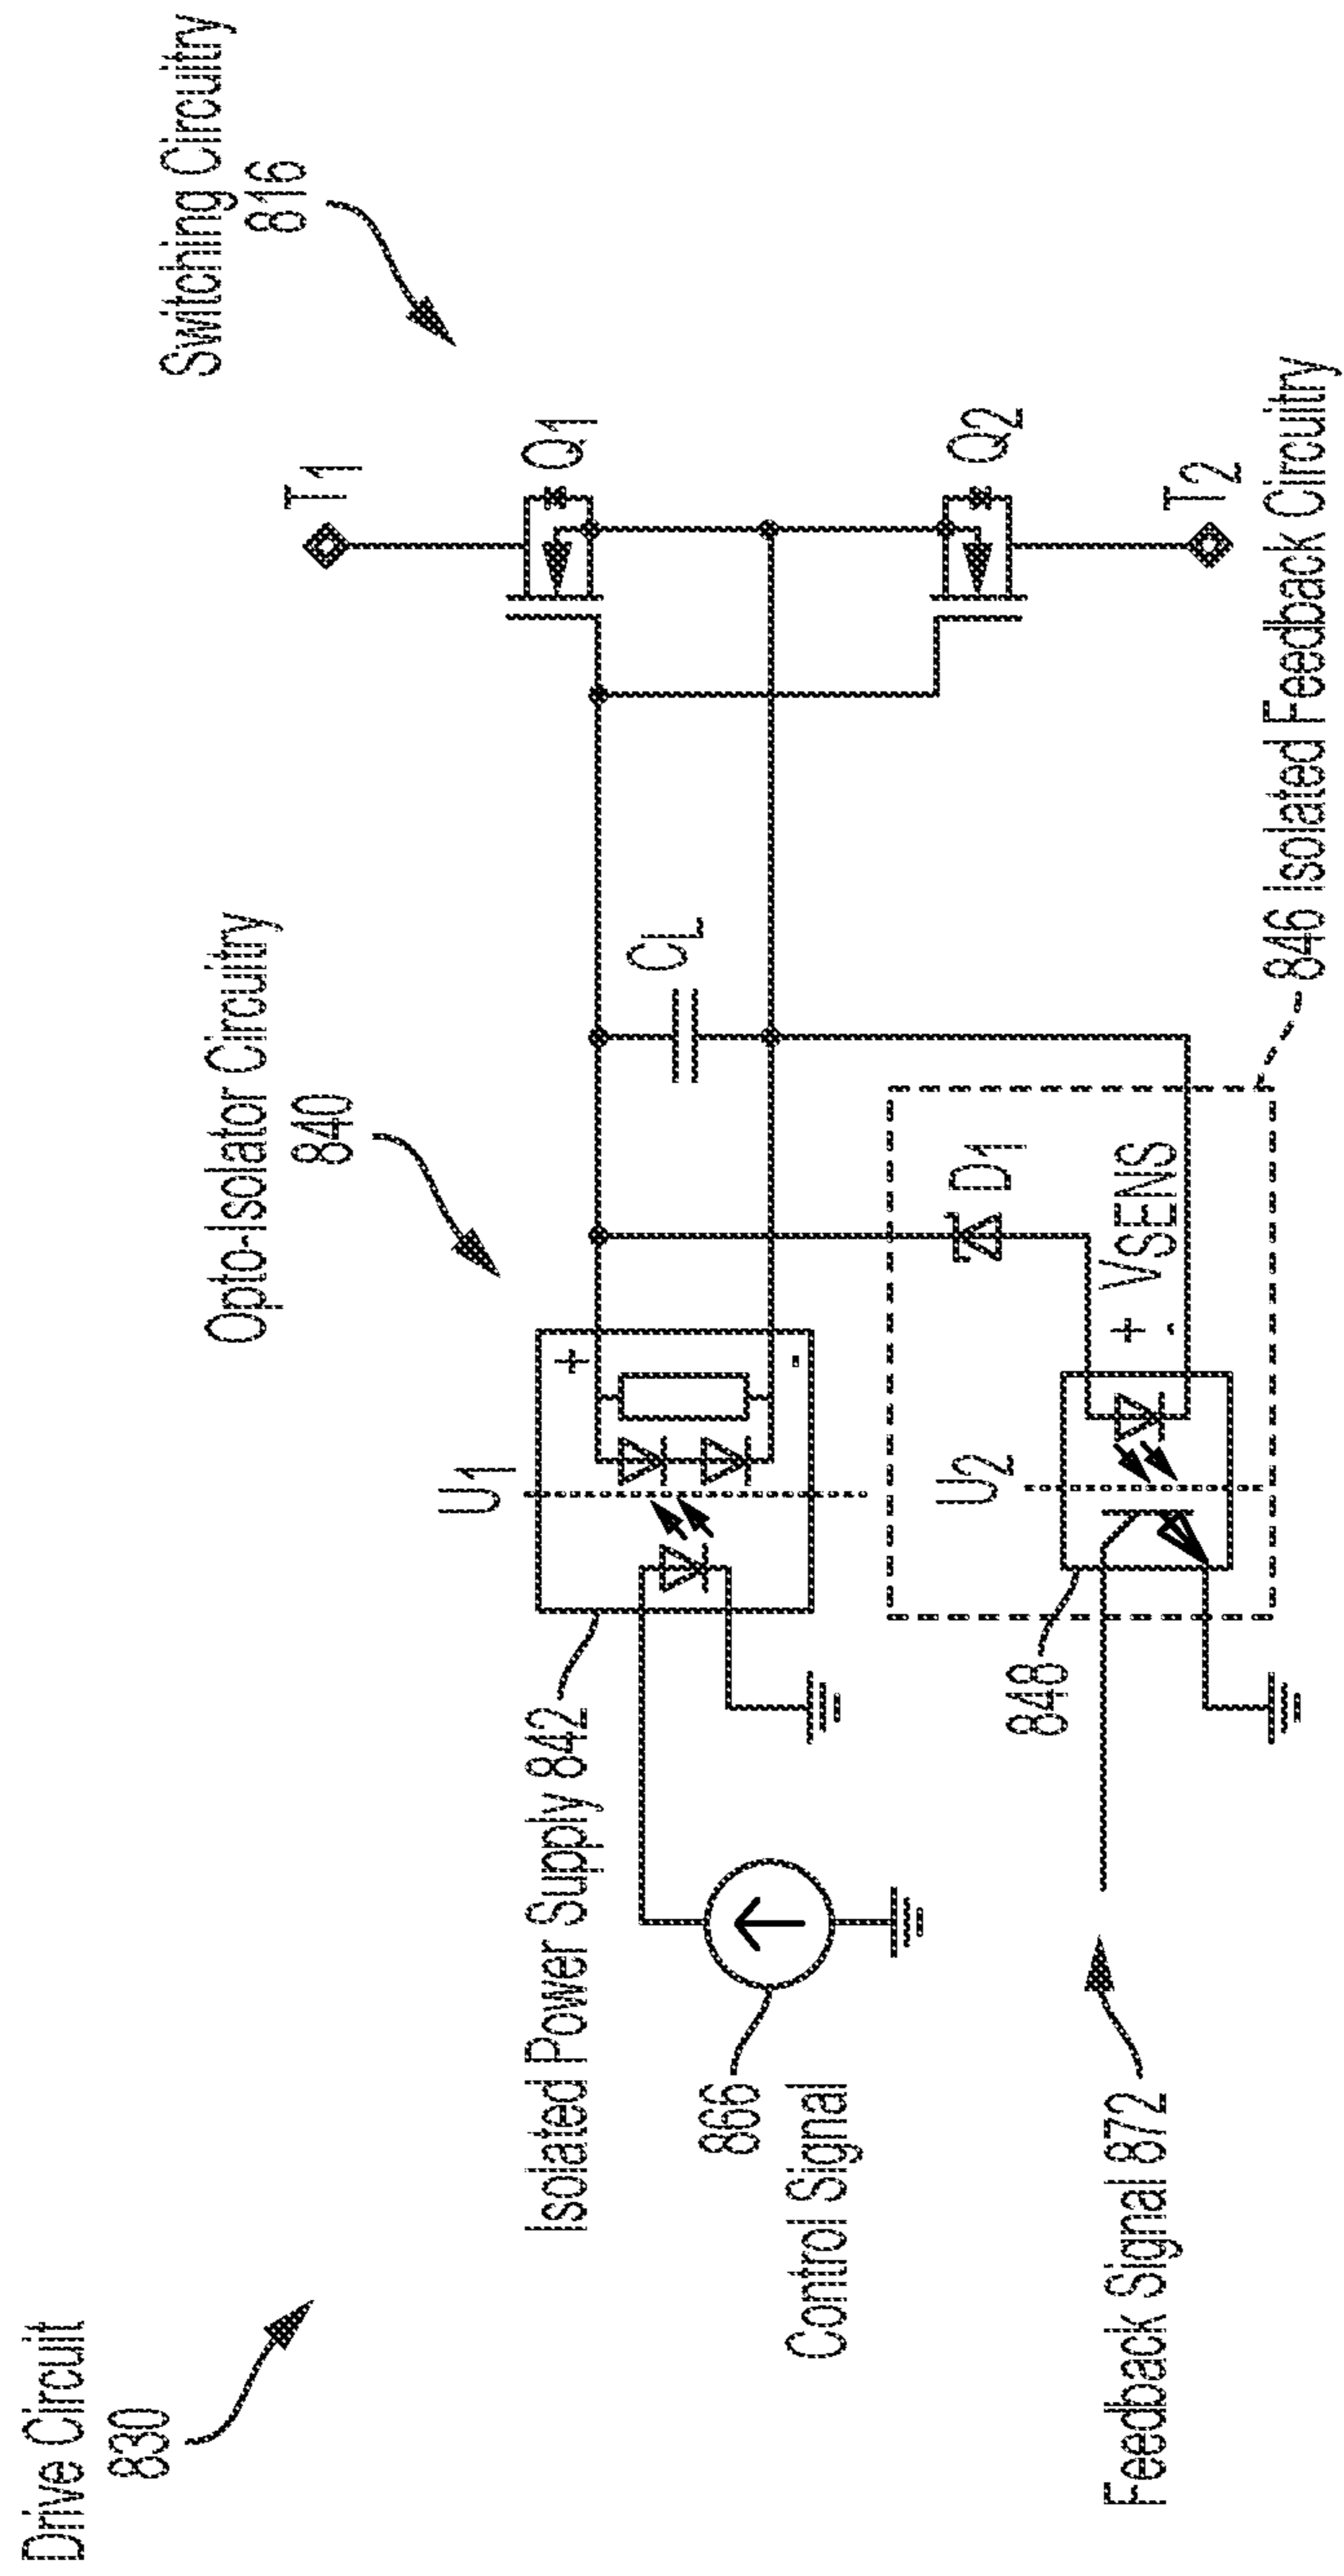 Drive Circuit
830
Opto-Isolator Circuitry
840
Switching Circuitry
816
T1
Q1
U1
+
-
CL
Isolated Power Supply 842
866
Control Signal
Q2
T2
U2
D1
+ VSENS
-
848
Feedback Signal 872
846 Isolated Feedback Circuitry